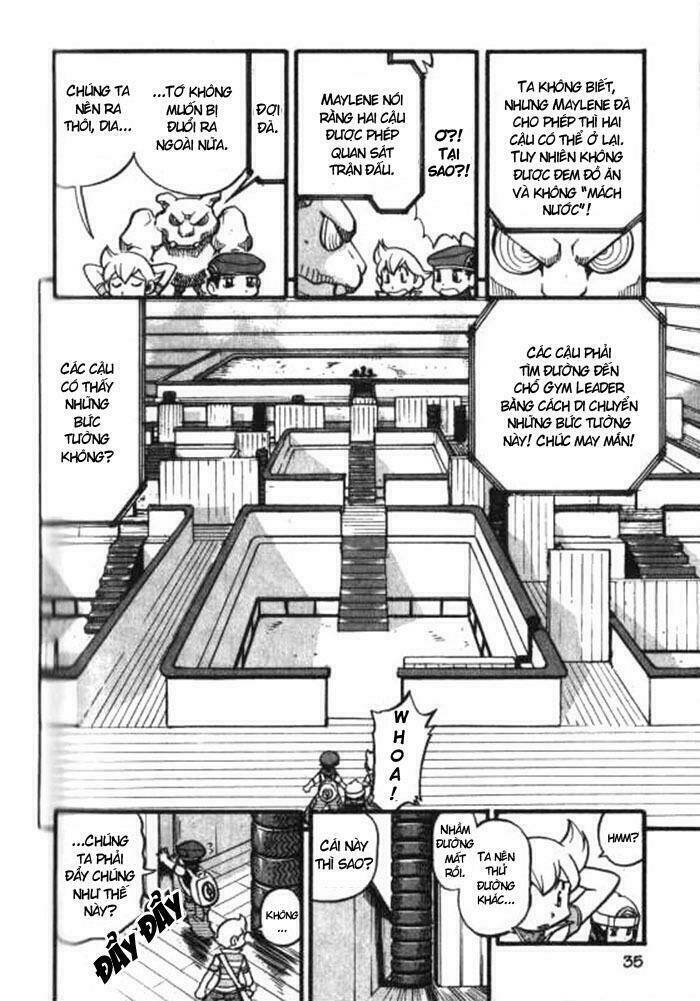 TA KHÔNG BIẾT,
NHƯNG MAYLENE ĐÀ
CHO PHÉP THÌ HAI
CẬU CÓ THỂ Ở LẠI.
TUY NHIÊN KHÔNG
ĐƯỢC ĐEM ĐỒ ĂN
VÀ KHÔNG "MÁCH
NƯỚC"!
Ơ?!
TẠI
SAO?!
MAYLENE NÓI
RẰNG HAI CẬU
ĐƯỢC PHÉP
QUAN SÁT
TRẬN ĐẤU.
ĐỢI
ĐÀ.
...TỚ KHÔNG
MUỐN BỊ
ĐUỔI RA
NGOÀI NỮA.
CHÚNG TA
NÊN RA
THÔI, DIA...
CÁC CẬU PHẢI
TÌM ĐƯỜNG ĐẾN
CHỐ GYM LEADER
BẰNG CÁCH DI CHUYỂN
NHỮNG BỨC TƯỜNG
NÀY! CHÚC MAY MẮN!
CÁC CẬU
CÓ THẤY
NHỮNG
BỨC
TƯỜNG
KHÔNG?
WHOA!
HMM?
TA NÊN
THỬ
ĐƯỜNG
KHÁC...
NHẦM
ĐƯỜNG
MẤT
RỒI.
CÁI NÀY
THÌ SAO?
KHÔNG
...
...CHÚNG
TA PHẢI
ĐẨY CHÚNG
NHƯ THẾ
NÀY?
ĐẨY ĐẨY
35